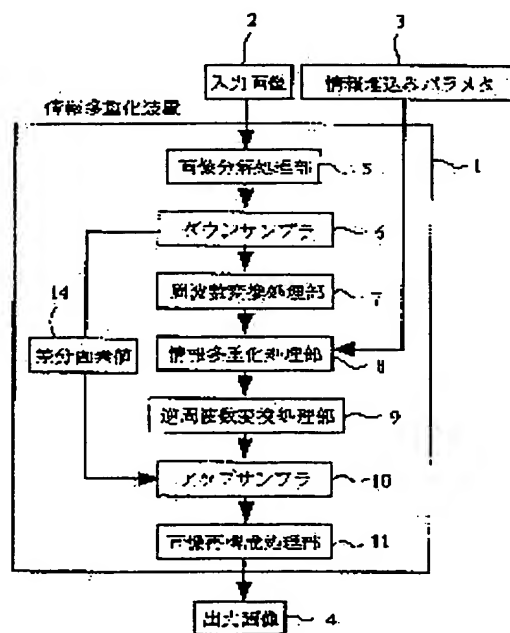 2
3
入力画像
情報埋込みパラメタ
情報多重化装置
1
画像分解処理部
5
ダウンサンプラ
6
周波数変換処理部
7
14
差分画素値
情報多重化処理部
8
逆周波数変換処理部
9
アップサンプラ
10
画像再構成処理部
11
出力画像
4